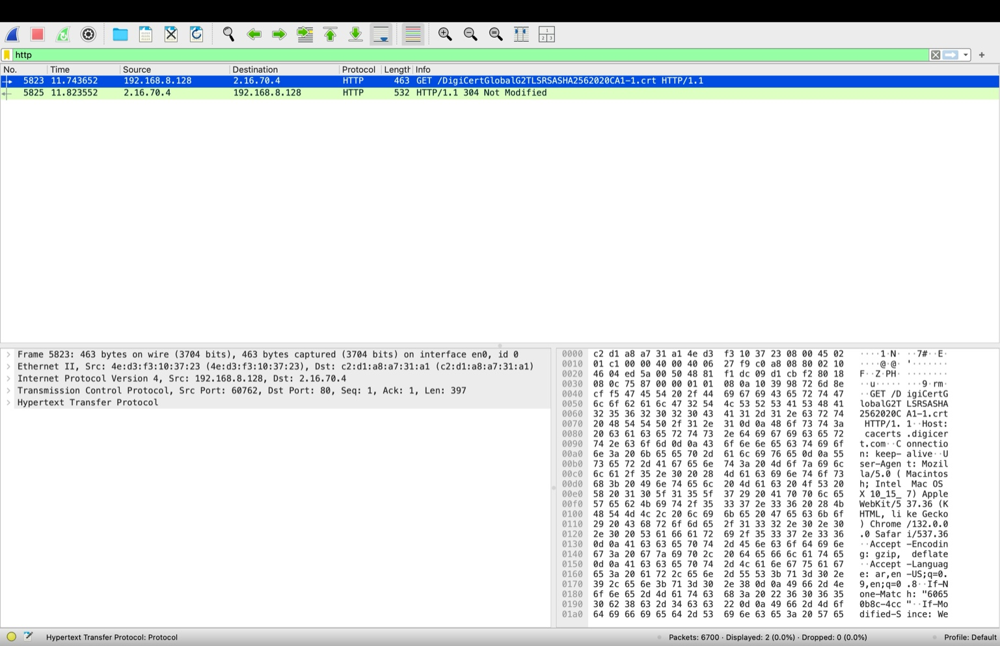 http
No. Time Source Destination Protocol Length Info
5823 11.743652 192.168.8.128 2.16.70.4 HTTP 463 GET /DigiCertGlobalG2TLSRSASHA2562020CA1-1.crt HTTP/1.1
5825 11.823552 2.16.70.4 192.168.8.128 HTTP 532 HTTP/1.1 304 Not Modified
Frame 5823: 463 bytes on wire (3704 bits), 463 bytes captured (3704 bits) on interface en0, id 0
Ethernet II, Src: 4e:d3:f3:10:37:23 (4e:d3:f3:10:37:23), Dst: c2:d1:a8:a7:31:a1 (c2:d1:a8:a7:31:a1)
Internet Protocol Version 4, Src: 192.168.8.128, Dst: 2.16.70.4
Transmission Control Protocol, Src Port: 60762, Dst Port: 80, Seq: 1, Ack: 1, Len: 397
Hypertext Transfer Protocol
0000 c2 d1 a8 a7 31 a1 4e d3 f3 10 37 23 08 00 45 02 ····1·N· ··7#··E·
0010 01 c1 00 00 40 00 40 06 27 f9 c0 a8 08 80 02 10 ····@·@· '·······
0020 46 04 ed 5a 00 50 48 81 f1 dc 09 d1 cb f2 80 18 F··Z·PH· ········
0030 08 0c 75 87 00 00 01 01 08 0a 10 39 98 72 6d 8e ··u····· ···9·rm·
0040 cf f5 47 45 54 20 2f 44 69 67 69 43 65 72 74 47 ··GET /D igiCertG
0050 6c 6f 62 61 6c 47 32 54 4c 53 52 53 41 53 48 41 lobalG2T LSRSASHA
0060 32 35 36 32 30 32 30 43 41 31 2d 31 2e 63 72 74 2562020C A1-1.crt
0070 20 48 54 54 50 2f 31 2e 31 0d 0a 48 6f 73 74 3a HTTP/1. 1··Host:
0080 20 63 61 63 65 72 74 73 2e 64 69 67 69 63 65 72 cacerts .digicer
0090 74 2e 63 6f 6d 0d 0a 43 6f 6e 6e 65 63 74 69 6f t.com··C onnectio
00a0 6e 3a 20 6b 65 65 70 2d 61 6c 69 76 65 0d 0a 55 n: keep- alive··U
00b0 73 65 72 2d 41 67 65 6e 74 3a 20 4d 6f 7a 69 6c ser-Agen t: Mozil
00c0 6c 61 2f 35 2e 30 20 28 4d 61 63 69 6e 74 6f 73 la/5.0 ( Macintos
00d0 68 3b 20 49 6e 74 65 6c 20 4d 61 63 20 4f 53 20 h; Intel Mac OS
00e0 58 20 31 30 5f 31 35 5f 37 29 20 41 70 70 6c 65 X 10_15_ 7) Apple
00f0 57 65 62 4b 69 74 2f 35 33 37 2e 33 36 20 28 4b WebKit/5 37.36 (K
0100 48 54 4d 4c 2c 20 6c 69 6b 65 20 47 65 63 6b 6f HTML, li ke Gecko
0110 29 20 43 68 72 6f 6d 65 2f 31 33 32 2e 30 2e 30 ) Chrome /132.0.0
0120 2e 30 20 53 61 66 61 72 69 2f 35 33 37 2e 33 36 .0 Safar i/537.36
0130 0d 0a 41 63 63 65 70 74 2d 45 6e 63 6f 64 69 6e ··Accept -Encodin
0140 67 3a 20 67 7a 69 70 2c 20 64 65 66 6c 61 74 65 g: gzip, deflate
0150 0d 0a 41 63 63 65 70 74 2d 4c 61 6e 67 75 61 67 ··Accept -Languag
0160 65 3a 20 61 72 2c 65 6e 2d 55 53 3b 71 3d 30 2e e: ar,en -US;q=0.
0170 39 2c 65 6e 3b 71 3d 30 2e 38 0d 0a 49 66 2d 4e 9,en;q=0 .8··If-N
0180 6f 6e 65 2d 4d 61 74 63 68 3a 20 22 36 30 36 35 one-Matc h: "6065
0190 30 62 38 63 2d 34 63 63 22 0d 0a 49 66 2d 4d 6f 0b8c-4cc "··If-Mo
01a0 64 69 66 69 65 64 2d 53 69 6e 63 65 3a 20 57 65 dified-S ince: We
Hypertext Transfer Protocol: Protocol Packets: 6700 · Displayed: 2 (0.0%) · Dropped: 0 (0.0%) Profile: Default